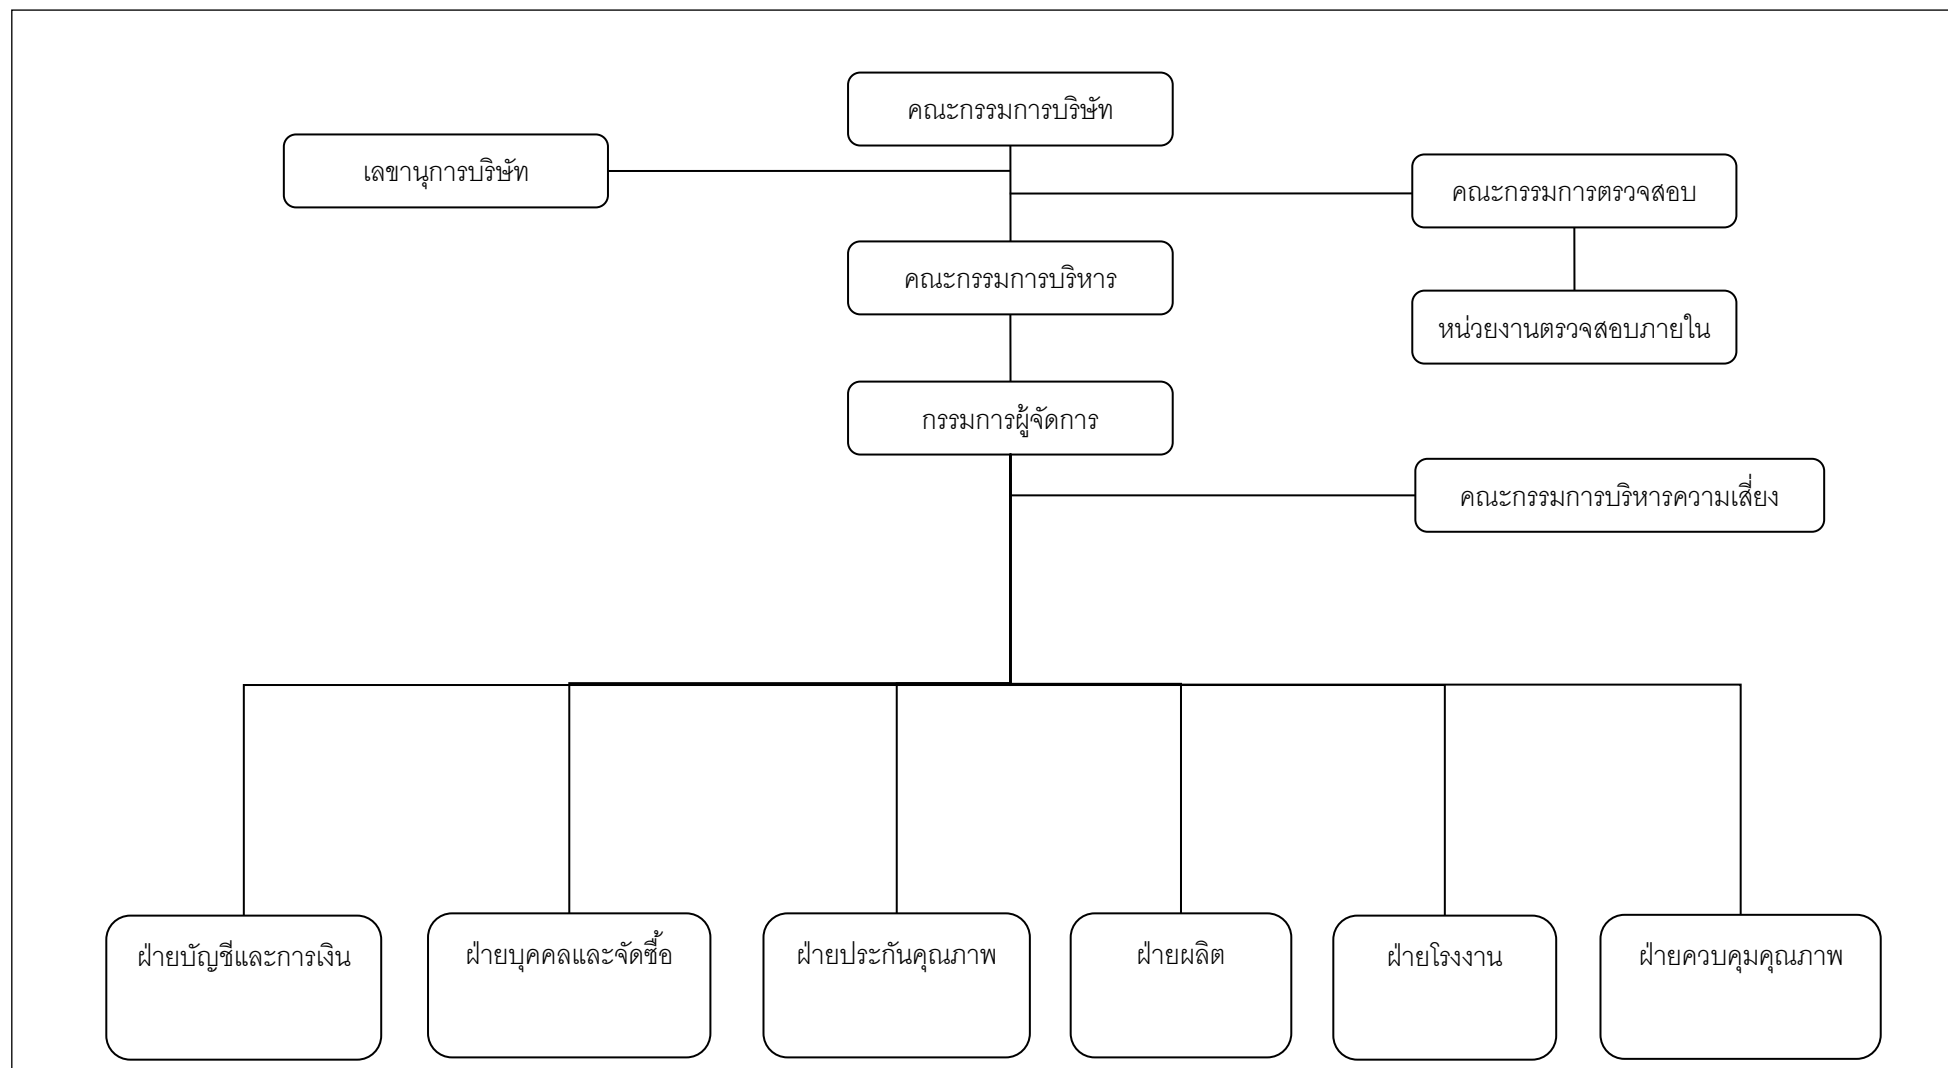 คณะกรรมการบริษัท
เลขานุการบริษัท
คณะกรรมการตรวจสอบ
คณะกรรมการบริหาร
หน่วยงานตรวจสอบภายใน
กรรมการผู้จัดการ
คณะกรรมการบริหารความเสี่ยง
ฝ่ายบัญชีและการเงิน
ฝ่ายบุคคลและจัดซื้อ
ฝ่ายประกันคุณภาพ
ฝ่ายผลิต
ฝ่ายโรงงาน
ฝ่ายควบคุมคุณภาพ